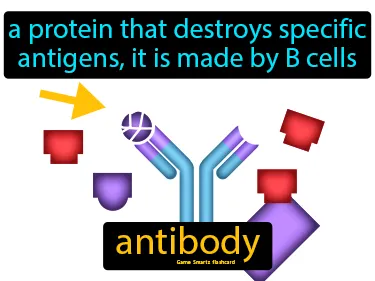 a protein that destroys specific
antigens, it is made by B cells
antibody
Game Smartz flashcard